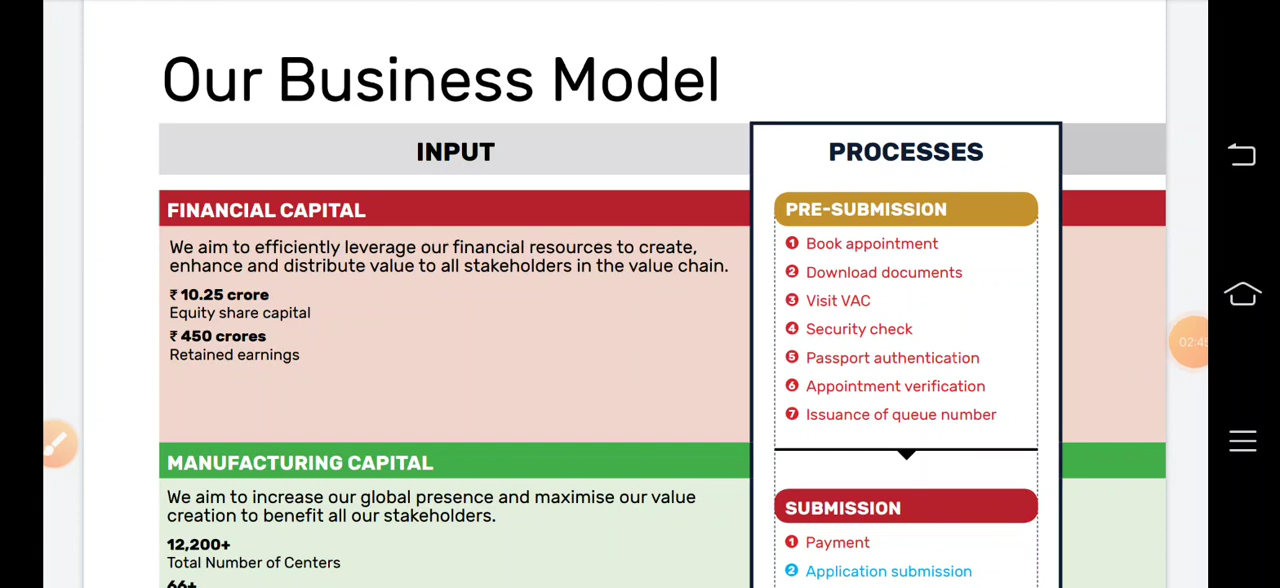 Our Business Model
INPUT
FINANCIAL CAPITAL
We aim to efficiently leverage our financial resources to create,
enhance and distribute value to all stakeholders in the value chain.
₹ 10.25 crore
Equity share capital
₹ 450 crores
Retained earnings
MANUFACTURING CAPITAL
We aim to increase our global presence and maximise our value
creation to benefit all our stakeholders.
12,200+
Total Number of Centers
66+
PROCESSES
PRE-SUBMISSION
1 Book appointment
2 Download documents
3 Visit VAC
4 Security check
5 Passport authentication
6 Appointment verification
7 Issuance of queue number
SUBMISSION
1 Payment
2 Application submission
02:45